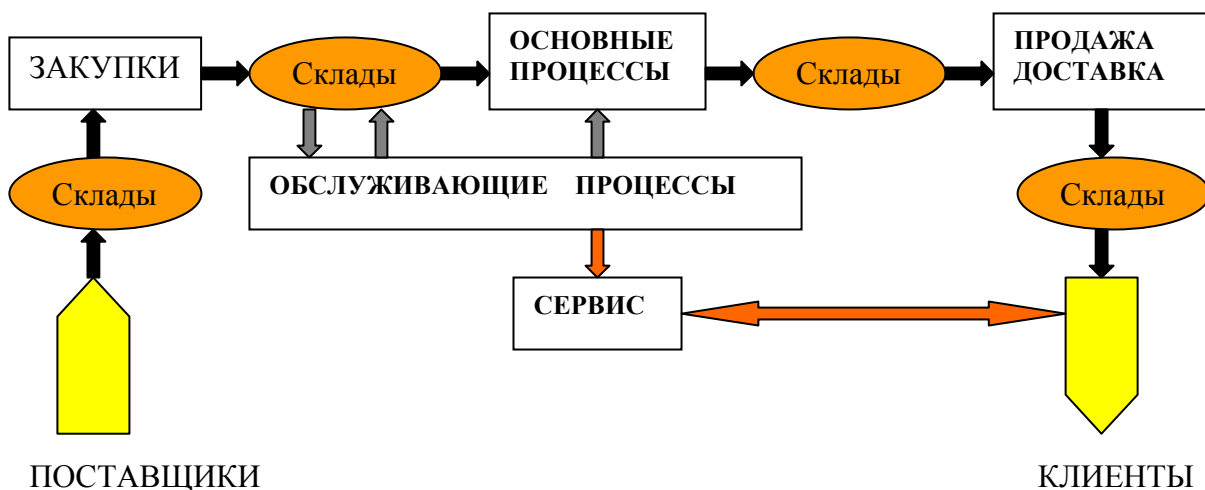 ЗАКУПКИ
Склады
ОСНОВНЫЕ
ПРОЦЕССЫ
Склады
ПРОДАЖА
ДОСТАВКА
Склады
ОБСЛУЖИВАЮЩИЕ ПРОЦЕССЫ
Склады
СЕРВИС
ПОСТАВЩИКИ
КЛИЕНТЫ